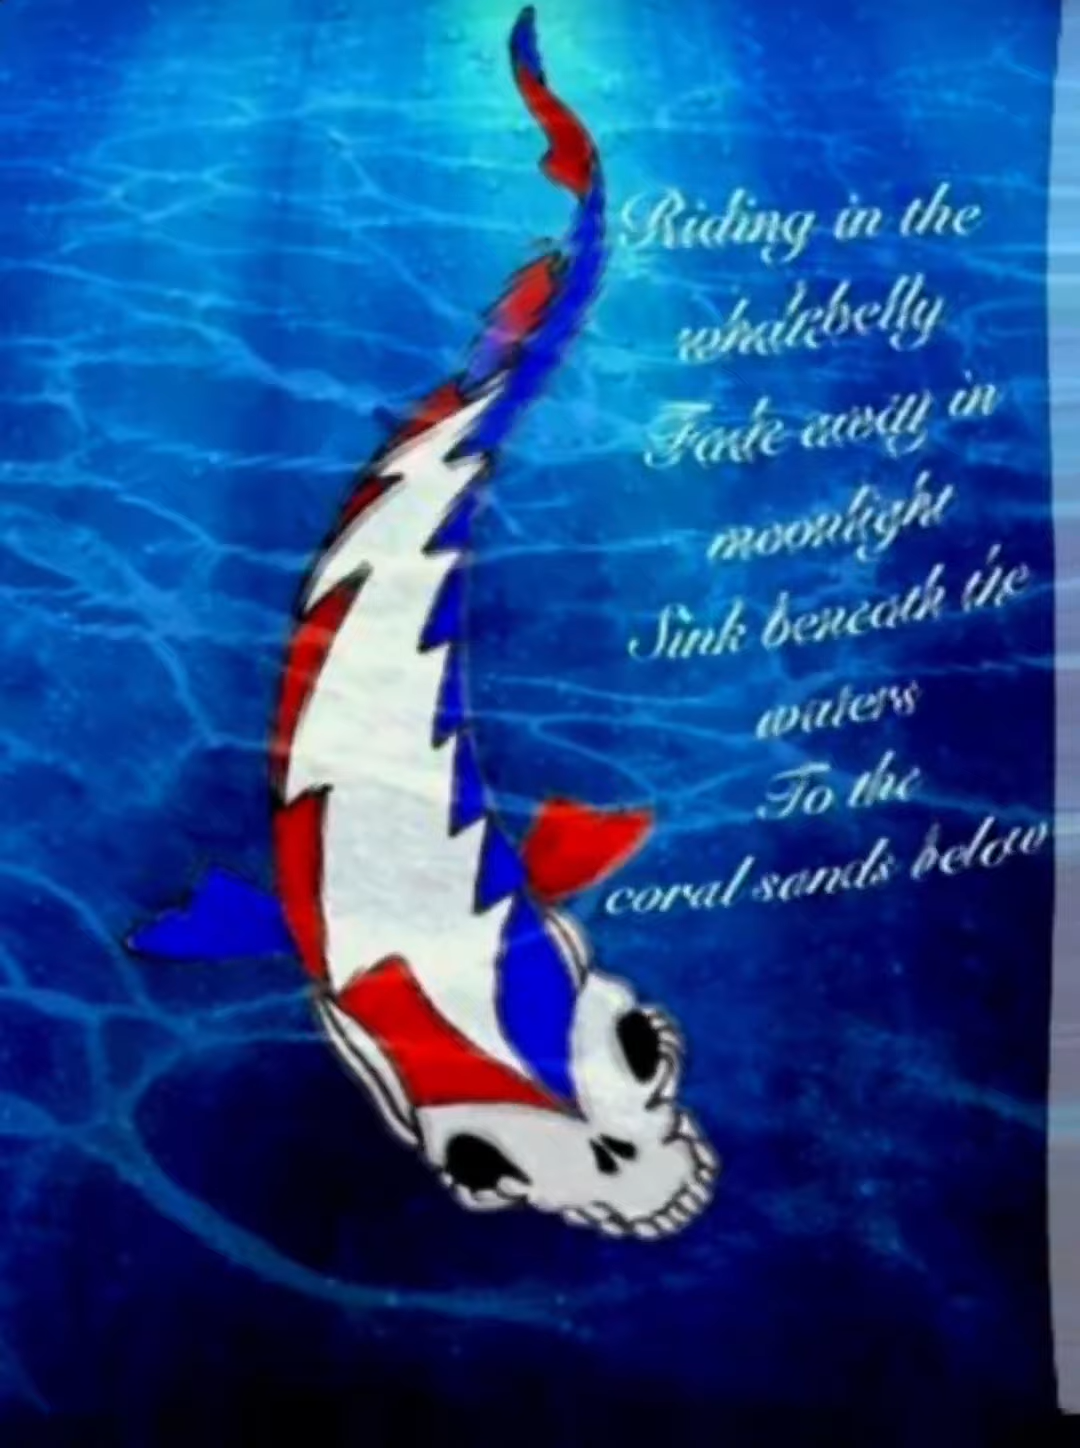 Riding in the
whalebelly
Fade away in
moonlight
Sink beneath the
waters
To the
coral sands below